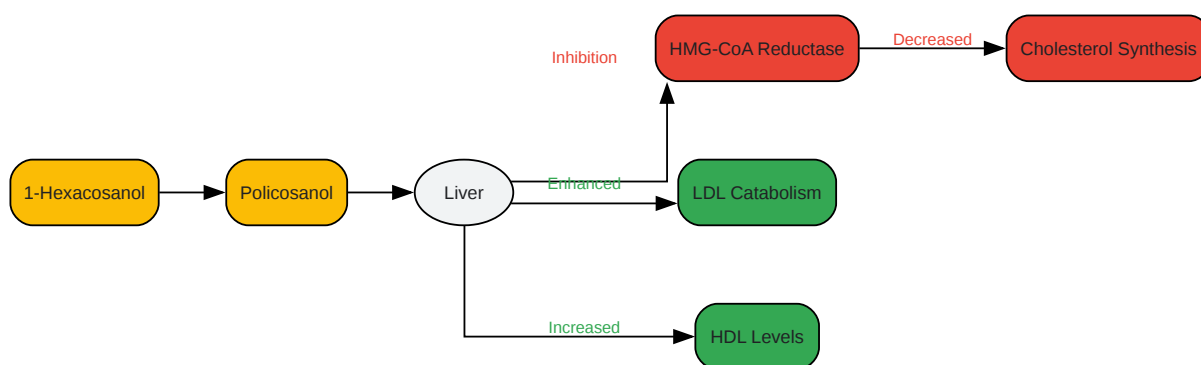 Inhibition
HMG-CoA Reductase
Decreased
Cholesterol Synthesis
1-Hexacosanol
Policosanol
Liver
Enhanced
LDL Catabolism
Increased
HDL Levels